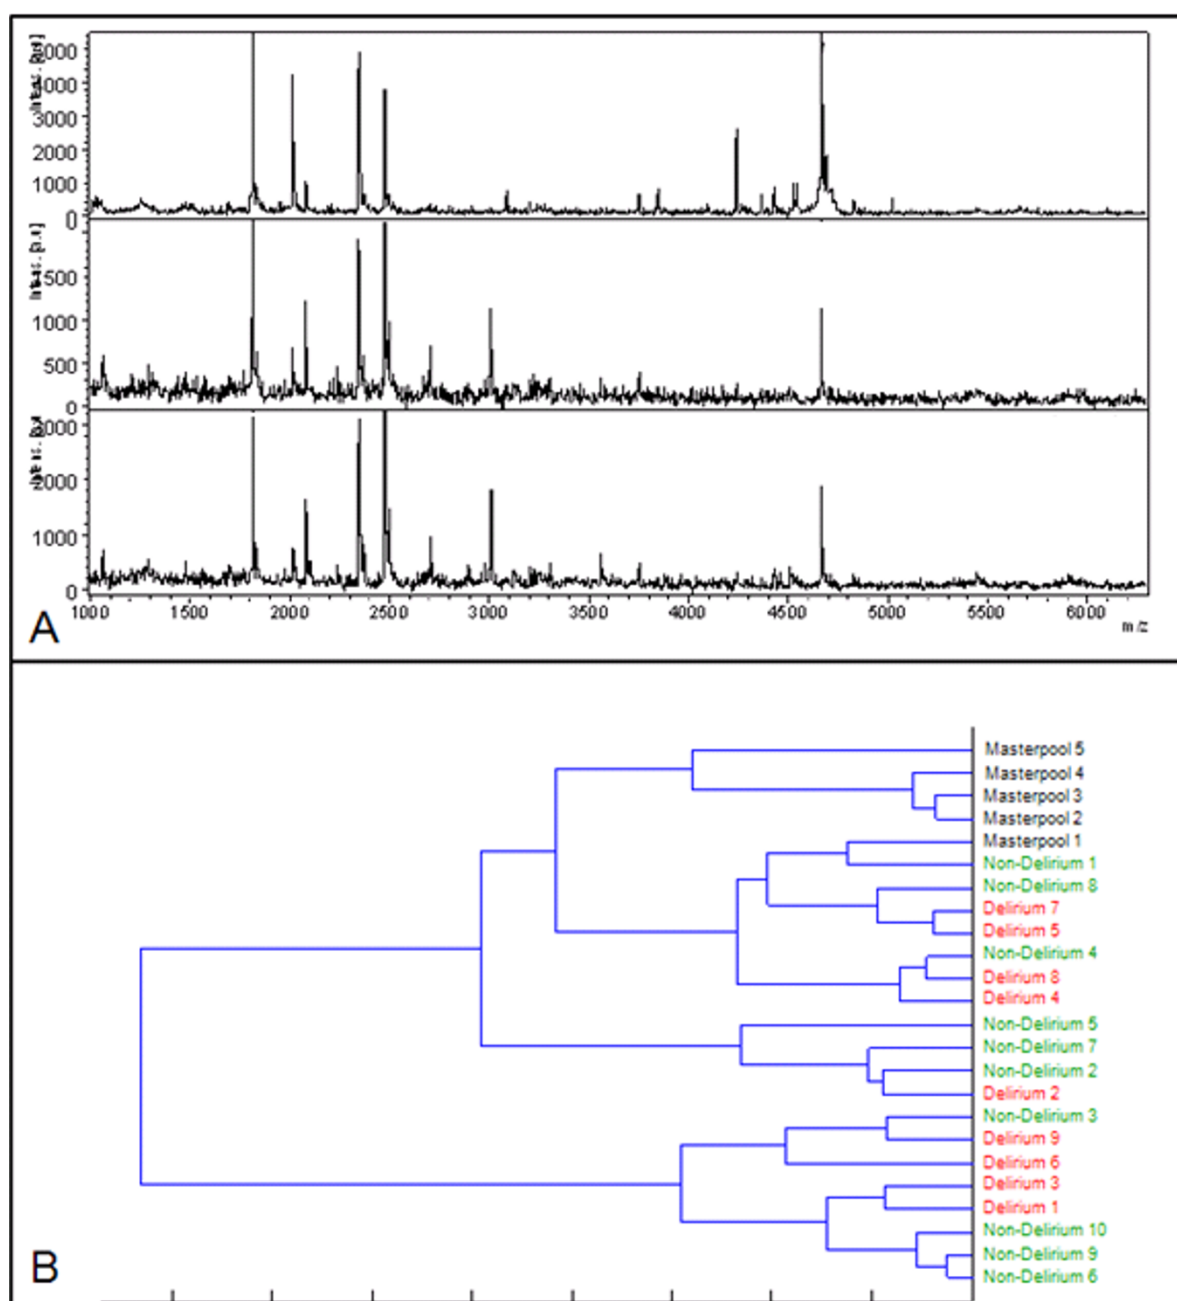 5000
4000
3000
2000
1000
0
1500
1000
500
0
3000
2000
1000
0
1000 1500 2000 2500 3000 3500 4000 4500 5000 5500 6000
m/z
A
Masterpool 5
Masterpool 4
Masterpool 3
Masterpool 2
Masterpool 1
Non-Delirium 1
Non-Delirium 8
Delirium 7
Delirium 5
Non-Delirium 4
Delirium 8
Delirium 4
Non-Delirium 5
Non-Delirium 7
Non-Delirium 2
Delirium 2
Non-Delirium 3
Delirium 9
Delirium 6
Delirium 3
Delirium 1
Non-Delirium 10
Non-Delirium 9
Non-Delirium 6
B